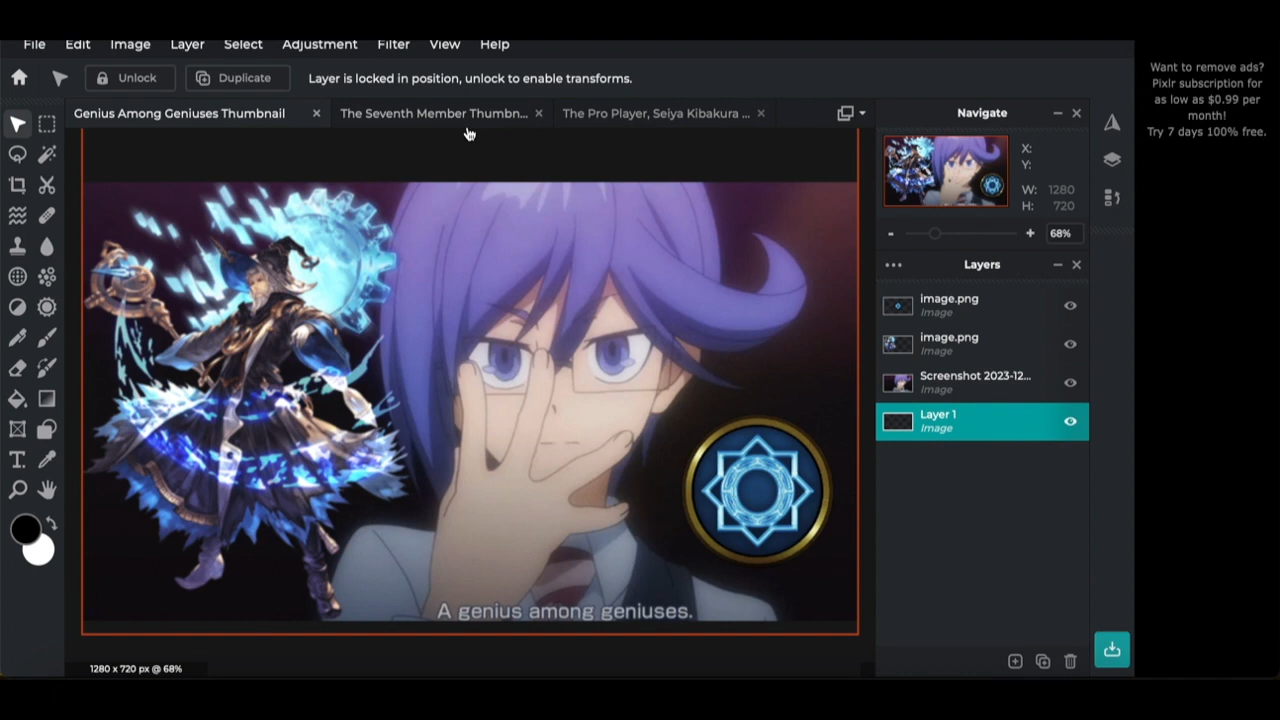 File Edit Image Layer Select Adjustment Filter View Help
Unlock Duplicate Layer is locked in position, unlock to enable transforms.
Genius Among Geniuses Thumbnail The Seventh Member Thumbn... The Pro Player, Seiya Kibakura ...
A genius among geniuses.
1280 x 720 px @ 68%
Navigate
X:
Y:
W: 1280
H: 720
- + 68%
Layers
image.png
Image
image.png
Image
Screenshot 2023-12...
Image
Layer 1
Image
Want to remove ads?
Pixlr subscription for
as low as $0.99 per
month!
Try 7 days 100% free.